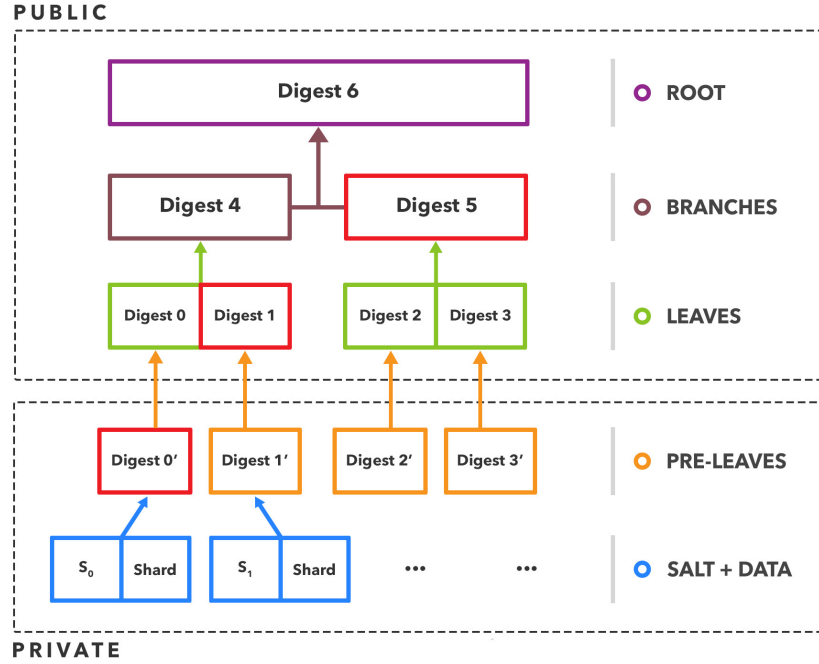 PUBLIC
Digest 6
ROOT
Digest 4
Digest 5
BRANCHES
Digest 0
Digest 1
Digest 2
Digest 3
LEAVES
Digest 0′
Digest 1′
Digest 2′
Digest 3′
PRE-LEAVES
S₀
Shard
S₁
Shard
...
...
SALT + DATA
PRIVATE